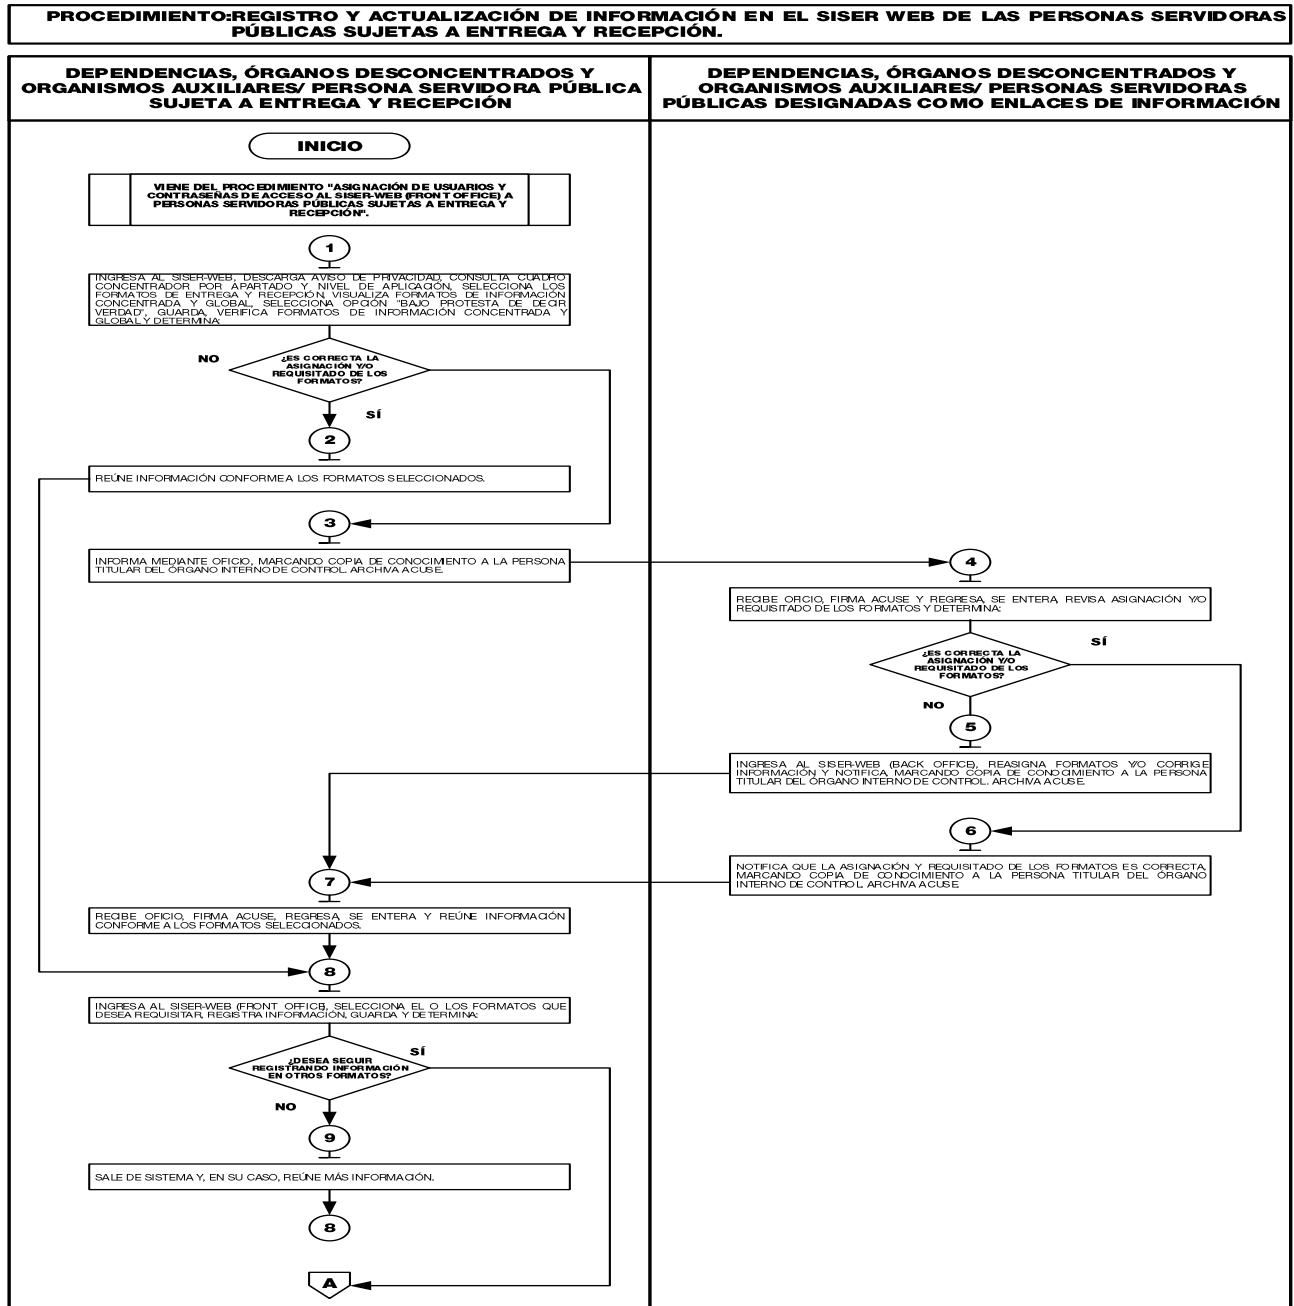 PROCEDIMIENTO:REGISTRO Y ACTUALIZACIÓN DE INFORMACIÓN EN EL SISER WEB DE LAS PERSONAS SERVIDORAS
PÚBLICAS SUJETAS A ENTREGA Y RECEPCIÓN.
DEPENDENCIAS, ÓRGANOS DESCONCENTRADOS Y
ORGANISMOS AUXILIARES/ PERSONA SERVIDORA PÚBLICA
SUJETA A ENTREGA Y RECEPCIÓN
DEPENDENCIAS, ÓRGANOS DESCONCENTRADOS Y
ORGANISMOS AUXILIARES/ PERSONAS SERVIDORAS
PÚBLICAS DESIGNADAS COMO ENLACES DE INFORMACIÓN
INICIO
VIENE DEL PROCEDIMIENTO "ASIGNACIÓN DE USUARIOS Y
CONTRASEÑAS DE ACCESO AL SISER-WEB (FRONT OFFICE) A
PERSONAS SERVIDORAS PÚBLICAS SUJETAS A ENTREGA Y
RECEPCIÓN".
1
INGRESA AL SISER-WEB, DESCARGA AVISO DE PRIVACIDAD, CONSULTA CUADRO
CONCENTRADOR POR APARTADO Y NIVEL DE APLICACIÓN, SELECCIONA LOS
FORMATOS DE ENTREGA Y RECEPCIÓN, VISUALIZA FORMATOS DE INFORMACIÓN
CONCENTRADA Y GLOBAL, SELECCIONA OPCIÓN "BAJO PROTESTA DE DECIR
VERDAD", GUARDA, VERIFICA FORMATOS DE INFORMACIÓN CONCENTRADA Y
GLOBAL Y DETERMINA:
NO
¿ES CORRECTA LA
ASIGNACIÓN Y/O
REQUISITADO DE LOS
FORMATOS?
SÍ
2
REÚNE INFORMACIÓN CONFORME A LOS FORMATOS SELECCIONADOS.
3
INFORMA MEDIANTE OFICIO, MARCANDO COPIA DE CONOCIMIENTO A LA PERSONA
TITULAR DEL ÓRGANO INTERNO DE CONTROL. ARCHIVA ACUSE.
4
RECIBE OFICIO, FIRMA ACUSE Y REGRESA, SE ENTERA, REVISA ASIGNACIÓN Y/O
REQUISITADO DE LOS FORMATOS Y DETERMINA:
SÍ
¿ES CORRECTA LA
ASIGNACIÓN Y/O
REQUISITADO DE LOS
FORMATOS?
NO
5
INGRESA AL SISER-WEB (BACK OFFICE), REASIGNA FORMATOS Y/O CORRIGE
INFORMACIÓN Y NOTIFICA, MARCANDO COPIA DE CONOCIMIENTO A LA PERSONA
TITULAR DEL ÓRGANO INTERNO DE CONTROL. ARCHIVA ACUSE.
6
NOTIFICA QUE LA ASIGNACIÓN Y REQUISITADO DE LOS FORMATOS ES CORRECTA,
MARCANDO COPIA DE CONOCIMIENTO A LA PERSONA TITULAR DEL ÓRGANO
INTERNO DE CONTROL, ARCHIVA ACUSE.
7
RECIBE OFICIO, FIRMA ACUSE, REGRESA, SE ENTERA Y REÚNE INFORMACIÓN
CONFORME A LOS FORMATOS SELECCIONADOS.
8
INGRESA AL SISER-WEB (FRONT OFFICE), SELECCIONA EL O LOS FORMATOS QUE
DESEA REQUISITAR, REGISTRA INFORMACIÓN, GUARDA Y DETERMINA:
¿DESEA SEGUIR
REGISTRANDO INFORMACIÓN
EN OTROS FORMATOS?
SÍ
NO
9
SALE DE SISTEMA Y, EN SU CASO, REÚNE MÁS INFORMACIÓN.
8
A